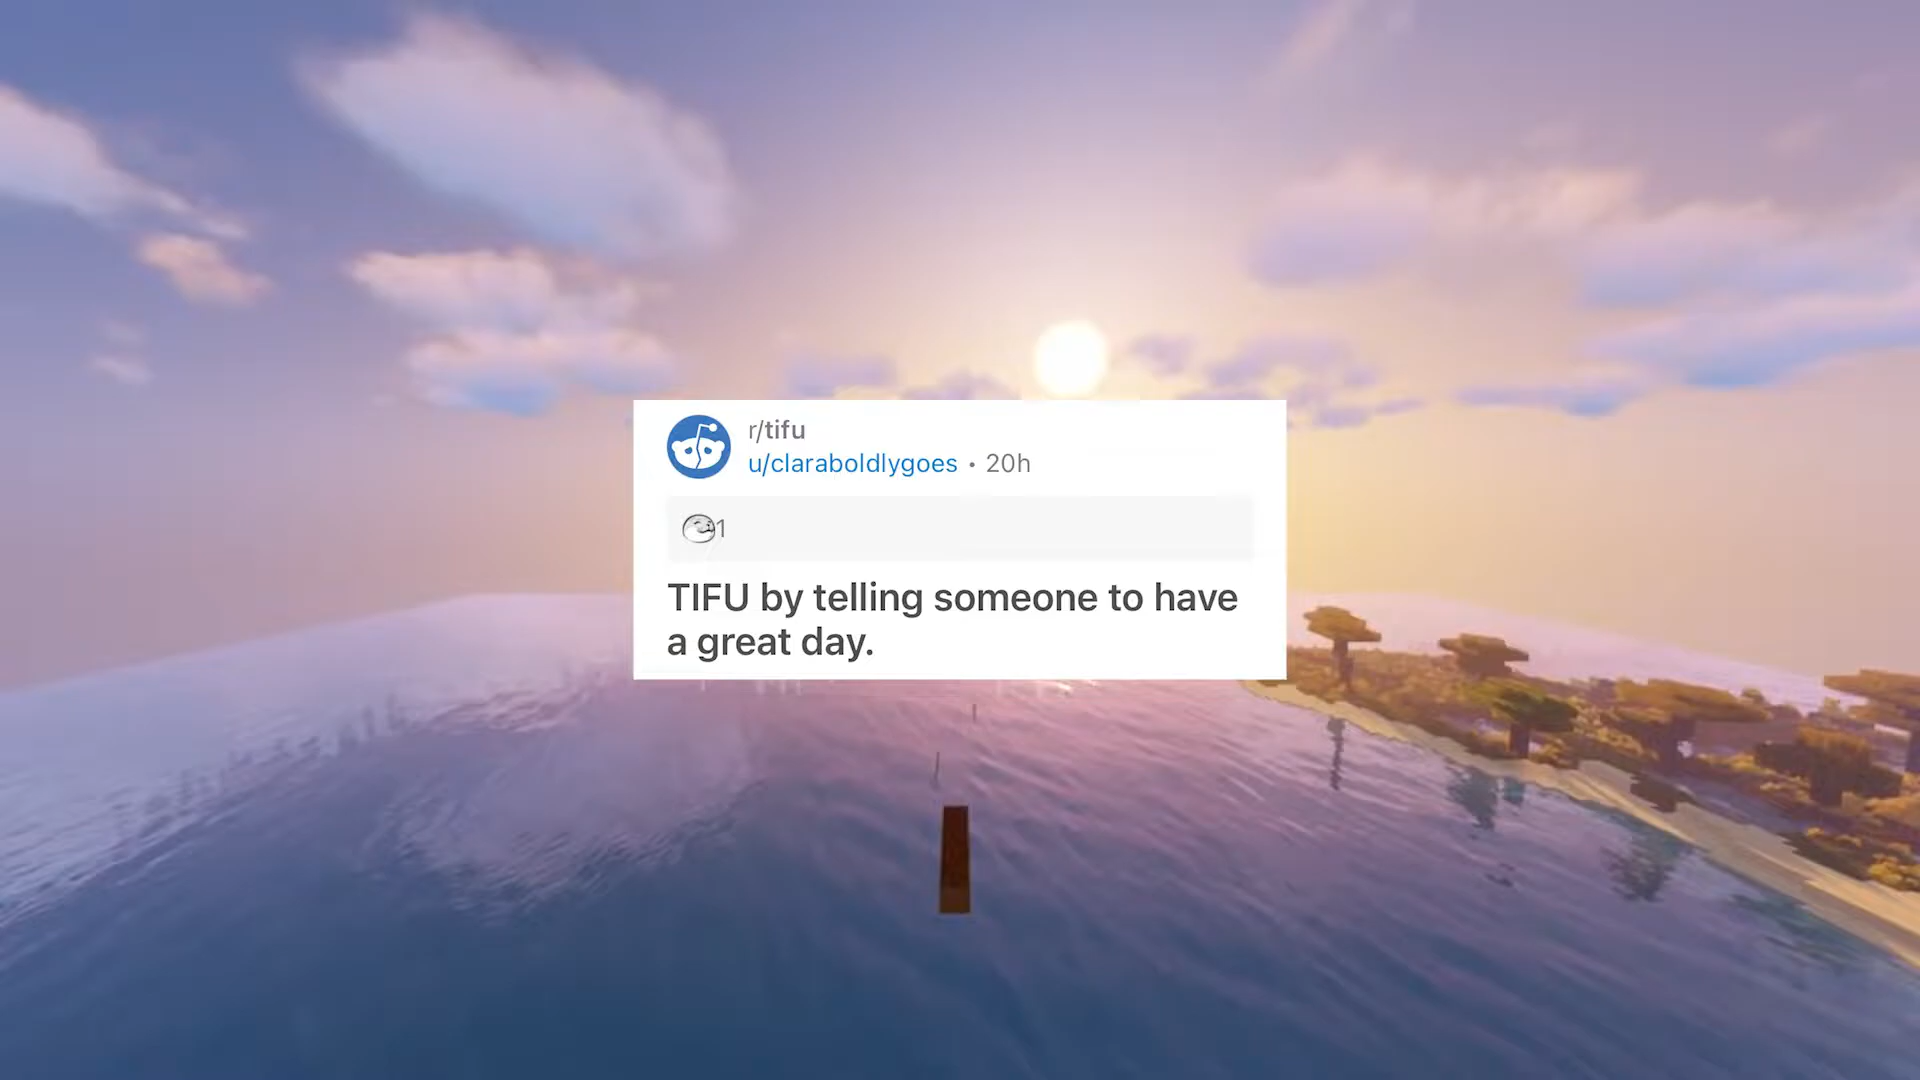 r/tifu
u/claraboldlygoes • 20h
1
TIFU by telling someone to have
a great day.